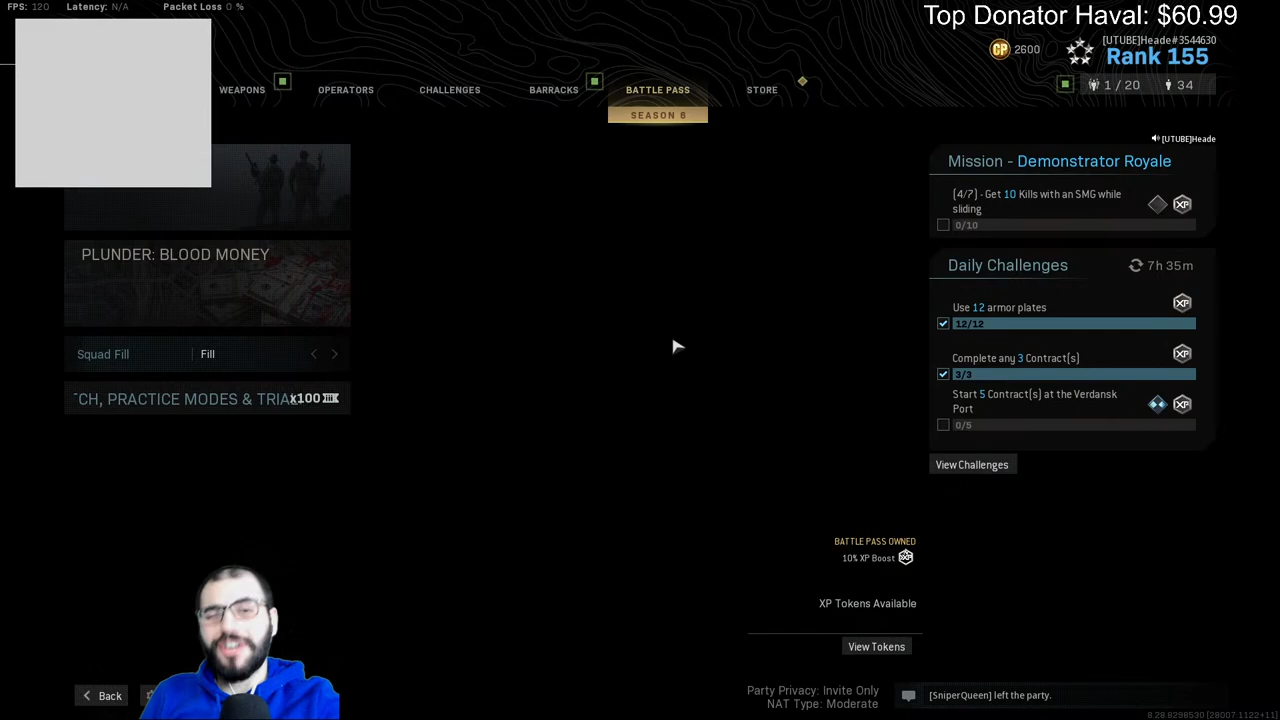 FPS: 120 Latency: N/A Packet Loss 0 %
Top Donator Haval: $60.99
CP 2600
[UTUBE]Heade#3544630
Rank 155
WEAPONS OPERATORS CHALLENGES BARRACKS BATTLE PASS STORE
1 / 20 34
SEASON 6
[UTUBE]Heade
Mission - Demonstrator Royale
(4/7) - Get 10 Kills with an SMG while
sliding
XP
0/10
PLUNDER: BLOOD MONEY
Daily Challenges 7h 35m
Use 12 armor plates
XP
12/12
Squad Fill Fill
Complete any 3 Contract(s)
XP
3/3
CH, PRACTICE MODES & TRIA x100
Start 5 Contract(s) at the Verdansk
Port
XP
0/5
View Challenges
BATTLE PASS OWNED
10% XP Boost
XP Tokens Available
View Tokens
Back
Party Privacy: Invite Only
NAT Type: Moderate
[SniperQueen] left the party.